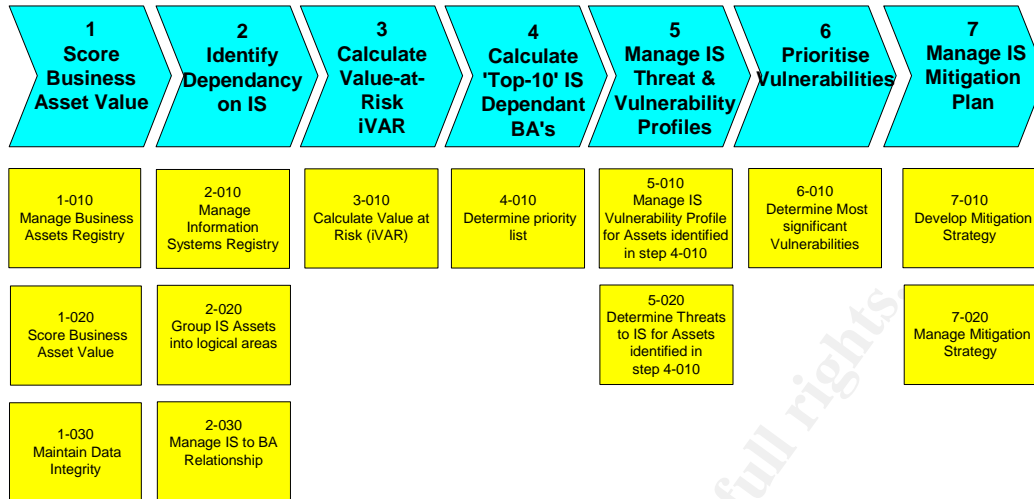 1
Score
Business
Asset Value
2
Identify
Dependancy
on IS
3
Calculate
Value-at-
Risk
iVAR
4
Calculate
'Top-10' IS
Dependant
BA's
5
Manage IS
Threat &
Vulnerability
Profiles
6
Prioritise
Vulnerabilities
7
Manage IS
Mitigation
Plan
1-010
Manage Business
Assets Registry
2-010
Manage
Information
Systems Registry
3-010
Calculate Value at
Risk (iVAR)
4-010
Determine priority
list
5-010
Manage IS
Vulnerability Profile
for Assets identified
in step 4-010
6-010
Determine Most
significant
Vulnerabilities
7-010
Develop Mitigation
Strategy
1-020
Score Business
Asset Value
2-020
Group IS Assets
into logical areas
5-020
Determine Threats
to IS for Assets
identified in
step 4-010
7-020
Manage Mitigation
Strategy
1-030
Maintain Data
Integrity
2-030
Manage IS to BA
Relationship
full rights.